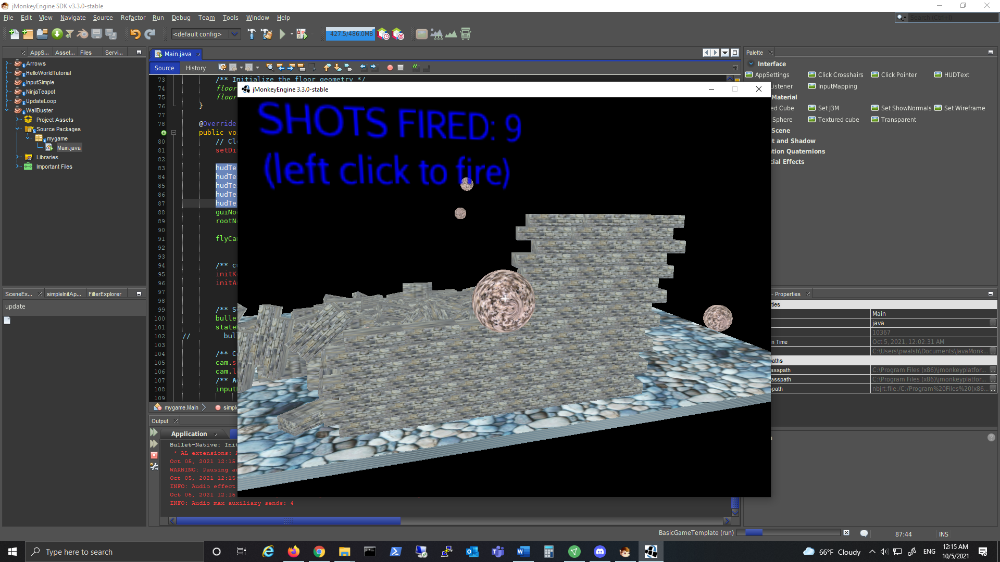 jMonkeyEngine SDK v3.3.0-stable
File Edit View Navigate Source Refactor Run Debug Team Tools Window Help
Search (Ctrl+I)
<default config>
427.5/486.0MB
AppS... Asset... Files Servi...
Arrows
HelloWorldTutorial
InputSimple
NinjaTeapot
UpdateLoop
WallBuster
Project Assets
Source Packages
mygame
Main.java
Libraries
Important Files
SceneEx... simpleInitAp... FilterExplorer
update
Main.java
Source History
73 /** Initialize the floor geometry */
74 floor
75 floor
76 }
77
78 @Override
public vo
80 // Cl
81 setDi
82
83 hudTe
84 hudTe
85 hudTe
86 hudTe
87 hudTe
88 guiNo
89 rootN
90
91 flyCa
92
93
94 /** c
95 initK
96 initA
97
98
99 /** S
100 bulle
101 state
102 // bul
103
104 /** C
105 cam.s
106 cam.l
107 /** A
108 input
109
mygame.Main simple
jMonkeyEngine 3.3.0-stable
SHOTS FIRED: 9
(left click to fire)
Output
Application
Bullet-Native: Init
* AL extensions:
Oct 05, 2021 12:15
WARNING: Pausing au
Oct 05, 2021 12:15
INFO: Audio effect
Oct 05, 2021 12:15
INFO: Audio max auxiliary sends: 4
Palette
Interface
AppSettings Click Crosshairs Click Pointer HUDText
istener InputMapping
Material
ed Cube Set J3M Set ShowNormals Set Wireframe
Sphere Textured cube Transparent
Scene
t and Shadow
tion Quaternions
cial Effects
- Properties
ties
Main
java
10367
n Time Oct 5, 2021, 12:02:31 AM
C:\Users\pwalsh\Documents\JavaMonk...
aths
asspath C:\Program Files (x86)\jmonkeyplatfor...
asspath C:\Program Files (x86)\jmonkeyplatfor...
spath nbjrt:file:/C:/Program%20Files%20(x86...
BasicGameTemplate (run)
87:44 INS
Type here to search
66°F Cloudy
ENG
12:15 AM
10/5/2021